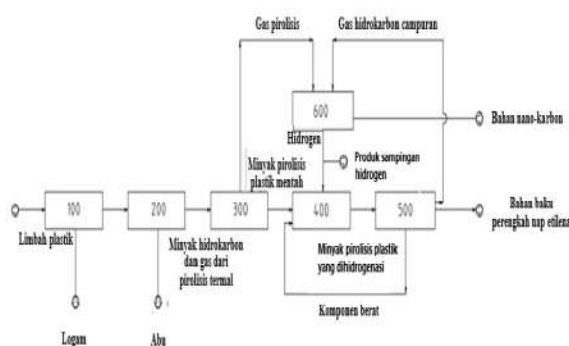 Gas pirolisis
Gas hidrokarbon campuran
600
Bahan nano-karbon
Hidrogen
Produk sampingan
hidrogen
Minyak pirolisis
plastik mentah
100
200
300
400
500
Limbah plastik
Minyak hidrokarbon
dan gas dari
pirolisis termal
Minyak pirolisis plastik
yang dihidrogenasi
Bahan baku
perengkah uap etilena
Komponen berat
Logam
Abu